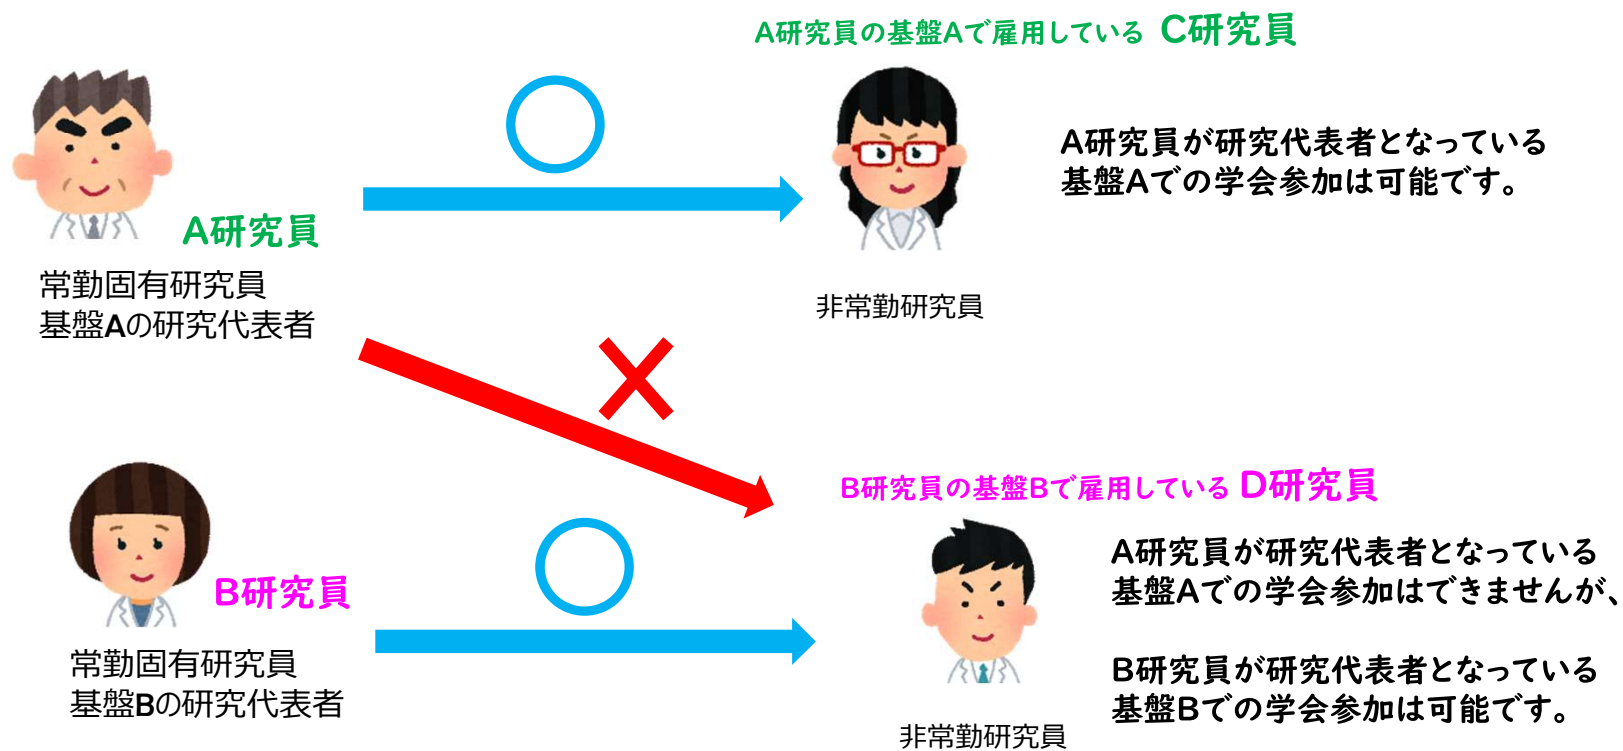 A研究員の基盤Aで雇用している C研究員
A研究員が研究代表者となっている
基盤Aでの学会参加は可能です。
A研究員
常勤固有研究員
基盤Aの研究代表者
非常勤研究員
B研究員の基盤Bで雇用している D研究員
A研究員が研究代表者となっている
基盤Aでの学会参加はできませんが、
B研究員
常勤固有研究員
基盤Bの研究代表者
B研究員が研究代表者となっている
基盤Bでの学会参加は可能です。
非常勤研究員